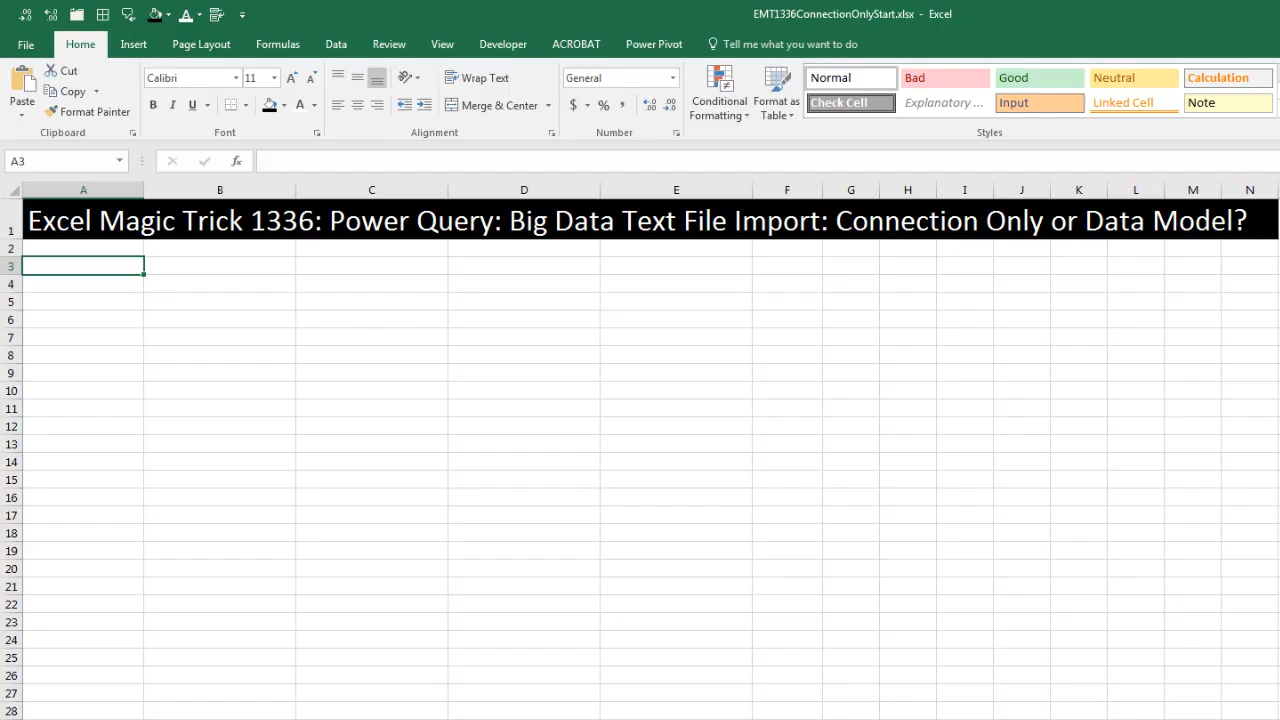 EMT1336ConnectionOnlyStart.xlsx - Excel
File Home Insert Page Layout Formulas Data Review View Developer ACROBAT Power Pivot Tell me what you want to do
Paste
Cut
Copy
Format Painter
Clipboard
Calibri 11
B I U
Font
Wrap Text
Merge & Center
Alignment
General
$ % ,
Number
Conditional
Formatting
Format as
Table
Normal Bad Good Neutral Calculation
Check Cell Explanatory ... Input Linked Cell Note
Styles
A3 fx
A B C D E F G H I J K L M N
1 Excel Magic Trick 1336: Power Query: Big Data Text File Import: Connection Only or Data Model?
2
3
4
5
6
7
8
9
10
11
12
13
14
15
16
17
18
19
20
21
22
23
24
25
26
27
28